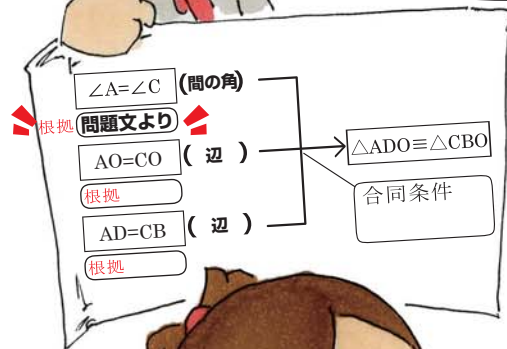 ∠A=∠C (間の角)
根拠 問題文より
AO=CO ( 辺 )
根拠
AD=CB ( 辺 )
根拠
△ADO≡△CBO
合同条件